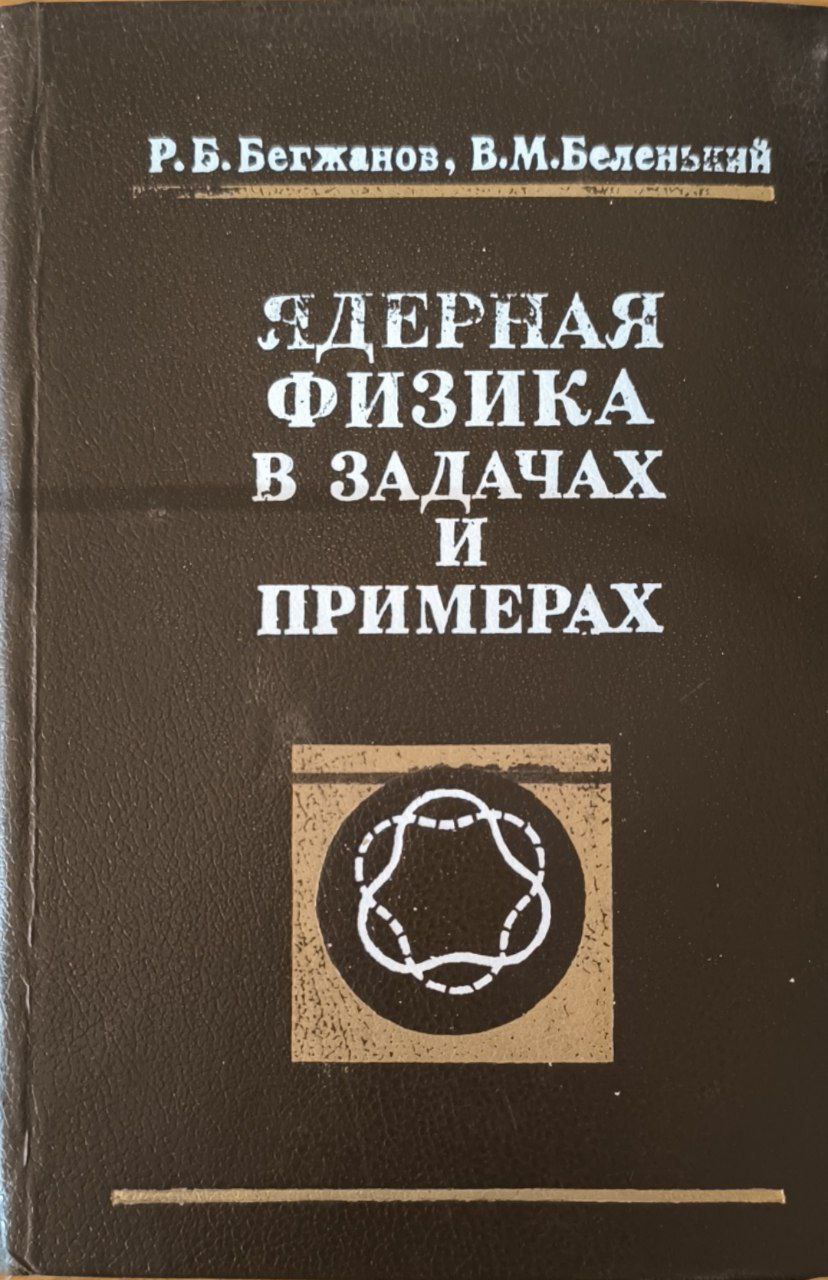 Р.Б.Бегжанов, В.М.Беленький
ЯДЕРНАЯ
ФИЗИКА
В ЗАДАЧАХ
И
ПРИМЕРАХ